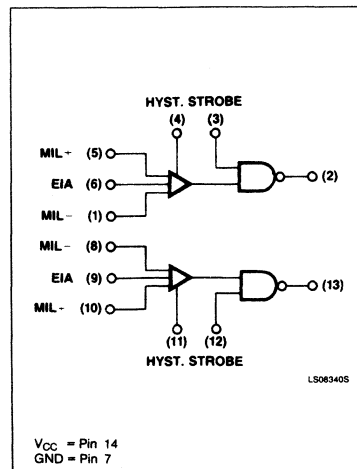 HYST. STROBE
(4) (3)
MIL+ (5)
EIA (6)
(2)
MIL- (1)
MIL- (8)
EIA (9)
(13)
MIL+ (10)
(11) (12)
HYST. STROBE
LS06340S
VCC = Pin 14
GND = Pin 7